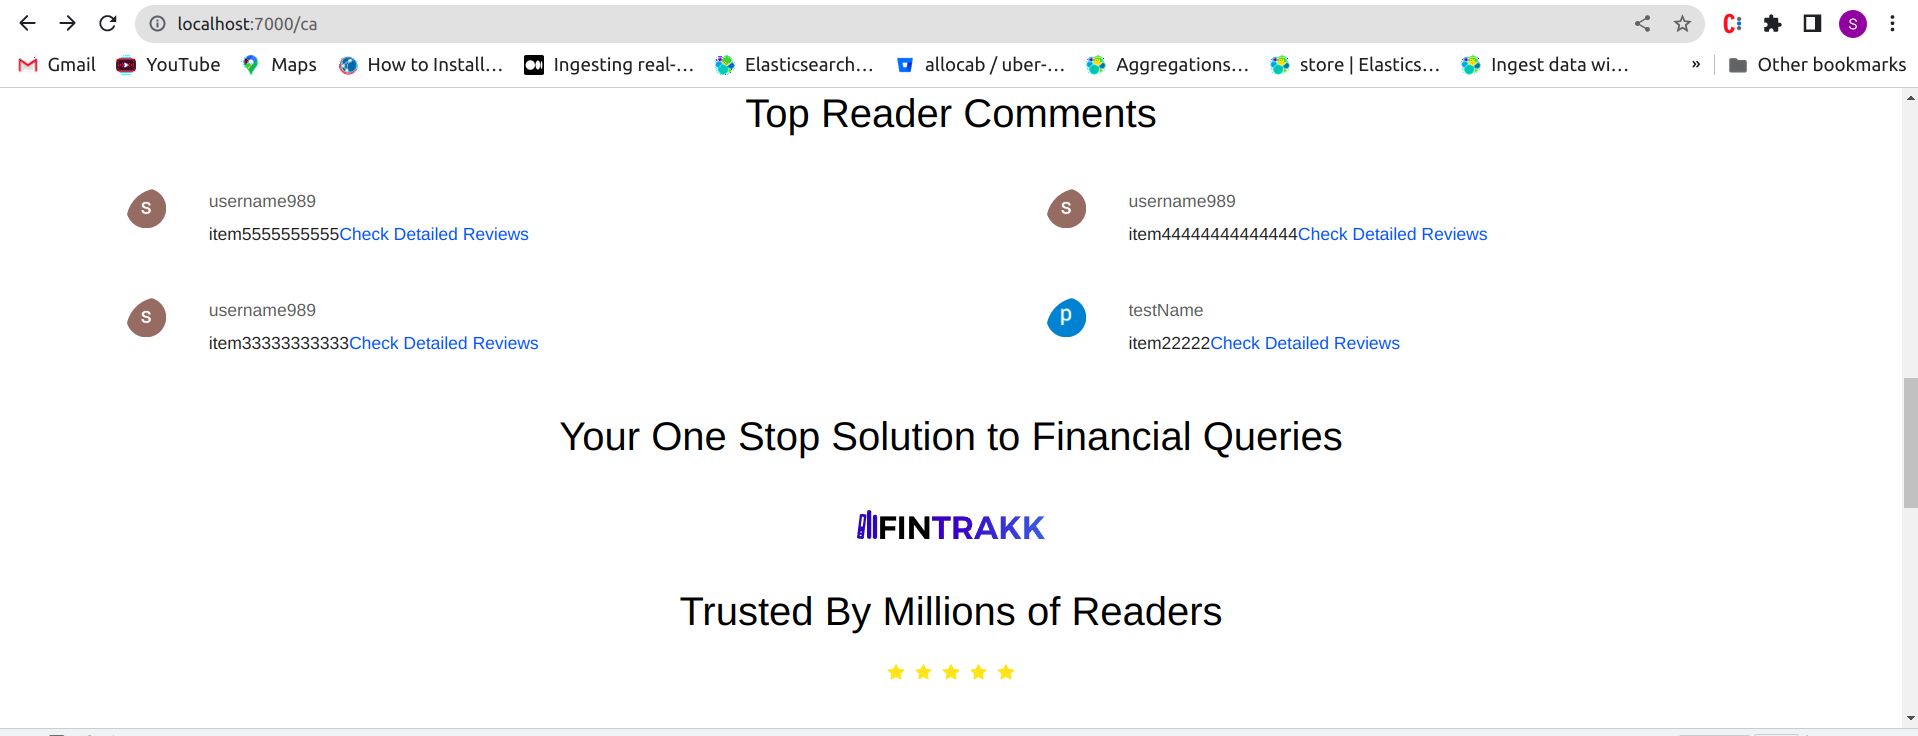 localhost:7000/ca
S
Gmail YouTube Maps How to Install... Ingesting real-... Elasticsearch... allocab / uber-... Aggregations... store | Elastics... Ingest data wi... » Other bookmarks
Top Reader Comments
s username989
item5555555555Check Detailed Reviews
s username989
item44444444444444Check Detailed Reviews
s username989
item33333333333Check Detailed Reviews
p testName
item22222Check Detailed Reviews
Your One Stop Solution to Financial Queries
FINTRAKK
Trusted By Millions of Readers